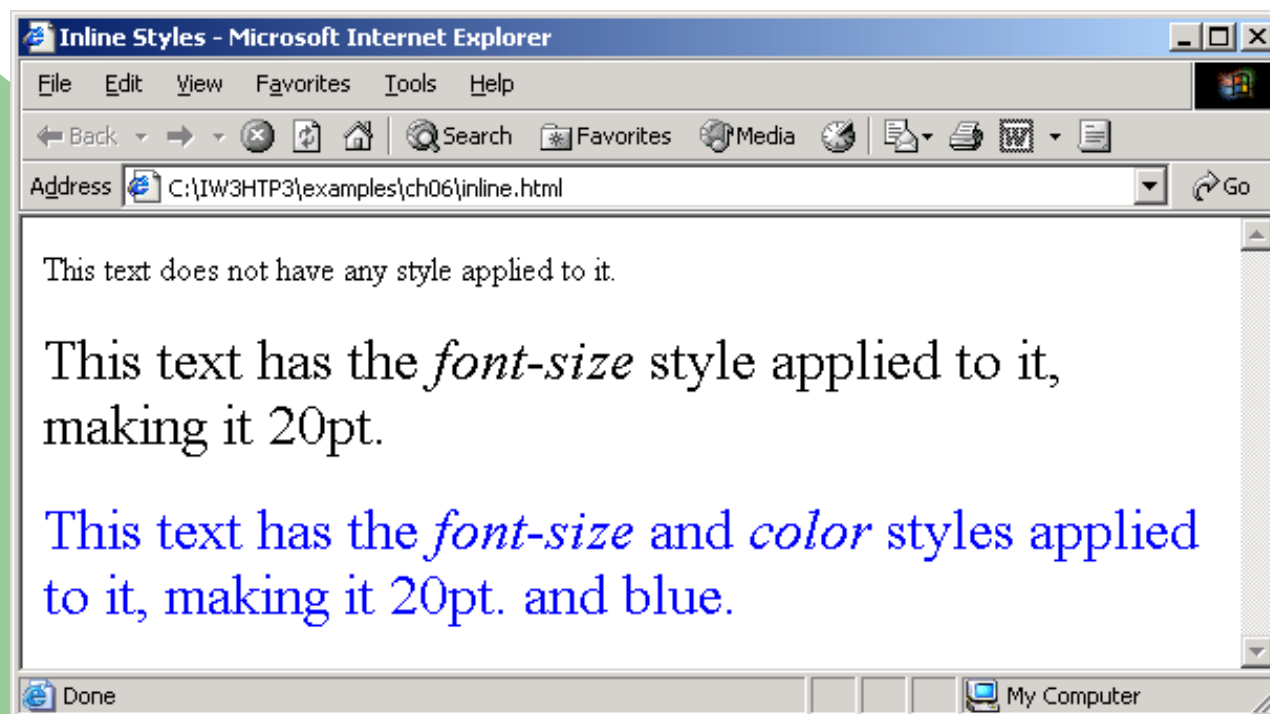 Inline Styles - Microsoft Internet Explorer
File Edit View Favorites Tools Help
Back Search Favorites Media W
Address C:\IW3HTP3\examples\ch06\inline.html Go
This text does not have any style applied to it.
This text has the font-size style applied to it,
making it 20pt.
This text has the font-size and color styles applied
to it, making it 20pt. and blue.
Done My Computer